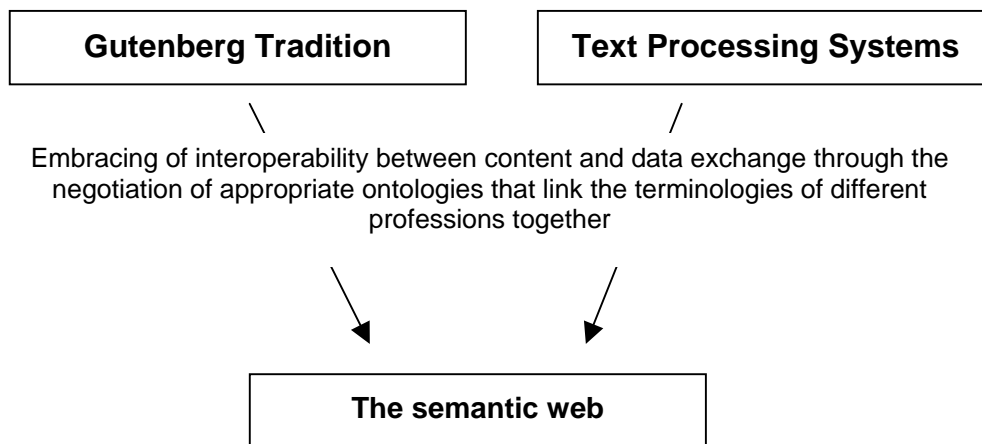 Gutenberg Tradition
Text Processing Systems
Embracing of interoperability between content and data exchange through the
negotiation of appropriate ontologies that link the terminologies of different
professions together
The semantic web